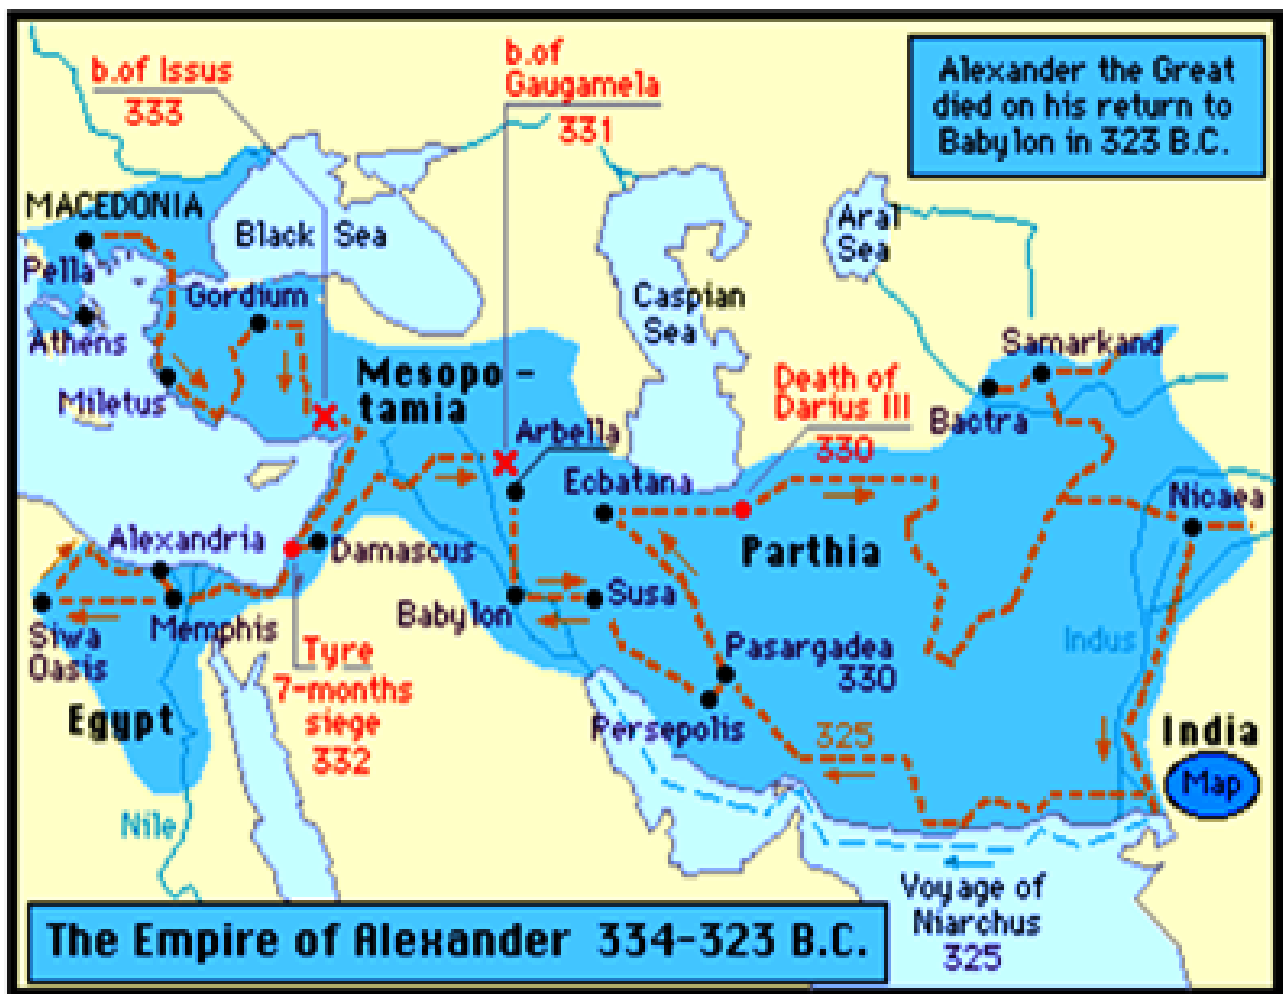 b.of Issus
333
b.of
Gaugamela
331
Alexander the Great
died on his return to
Babylon in 323 B.C.
MACEDONIA
Pella
Black Sea
Aral
Sea
Gordium
Caspian
Sea
Athens
Miletus
Mesopo -
tamia
Samarkand
Death of
Darius III
330
Bactra
Arbella
Ecbatana
Nicaea
Alexandria
Damascus
Parthia
Babylon
Susa
Siwa
Oasis
Memphis
Indus
Tyre
7-months
siege
332
Pasargadea
330
Egypt
Persepolis
325
India
Map
Nile
Voyage of
Niarchus
325
The Empire of Alexander 334-323 B.C.